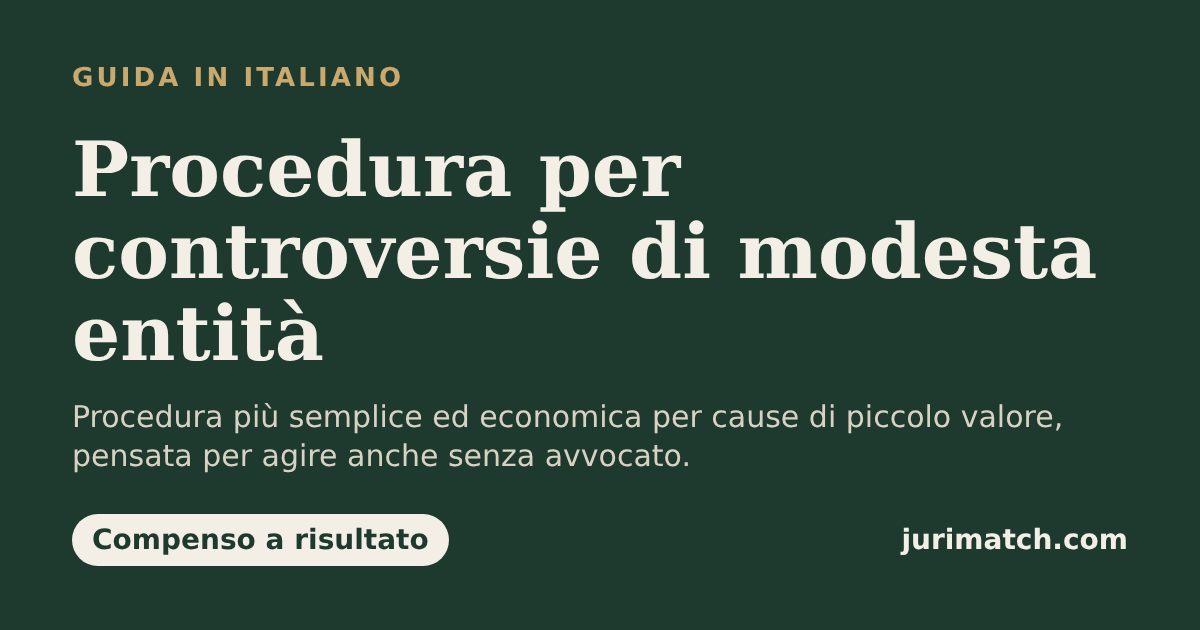 GUIDA IN ITALIANO
Procedura per
controversie di modesta
entità
Procedura più semplice ed economica per cause di piccolo valore,
pensata per agire anche senza avvocato.
Compenso a risultato
jurimatch.com